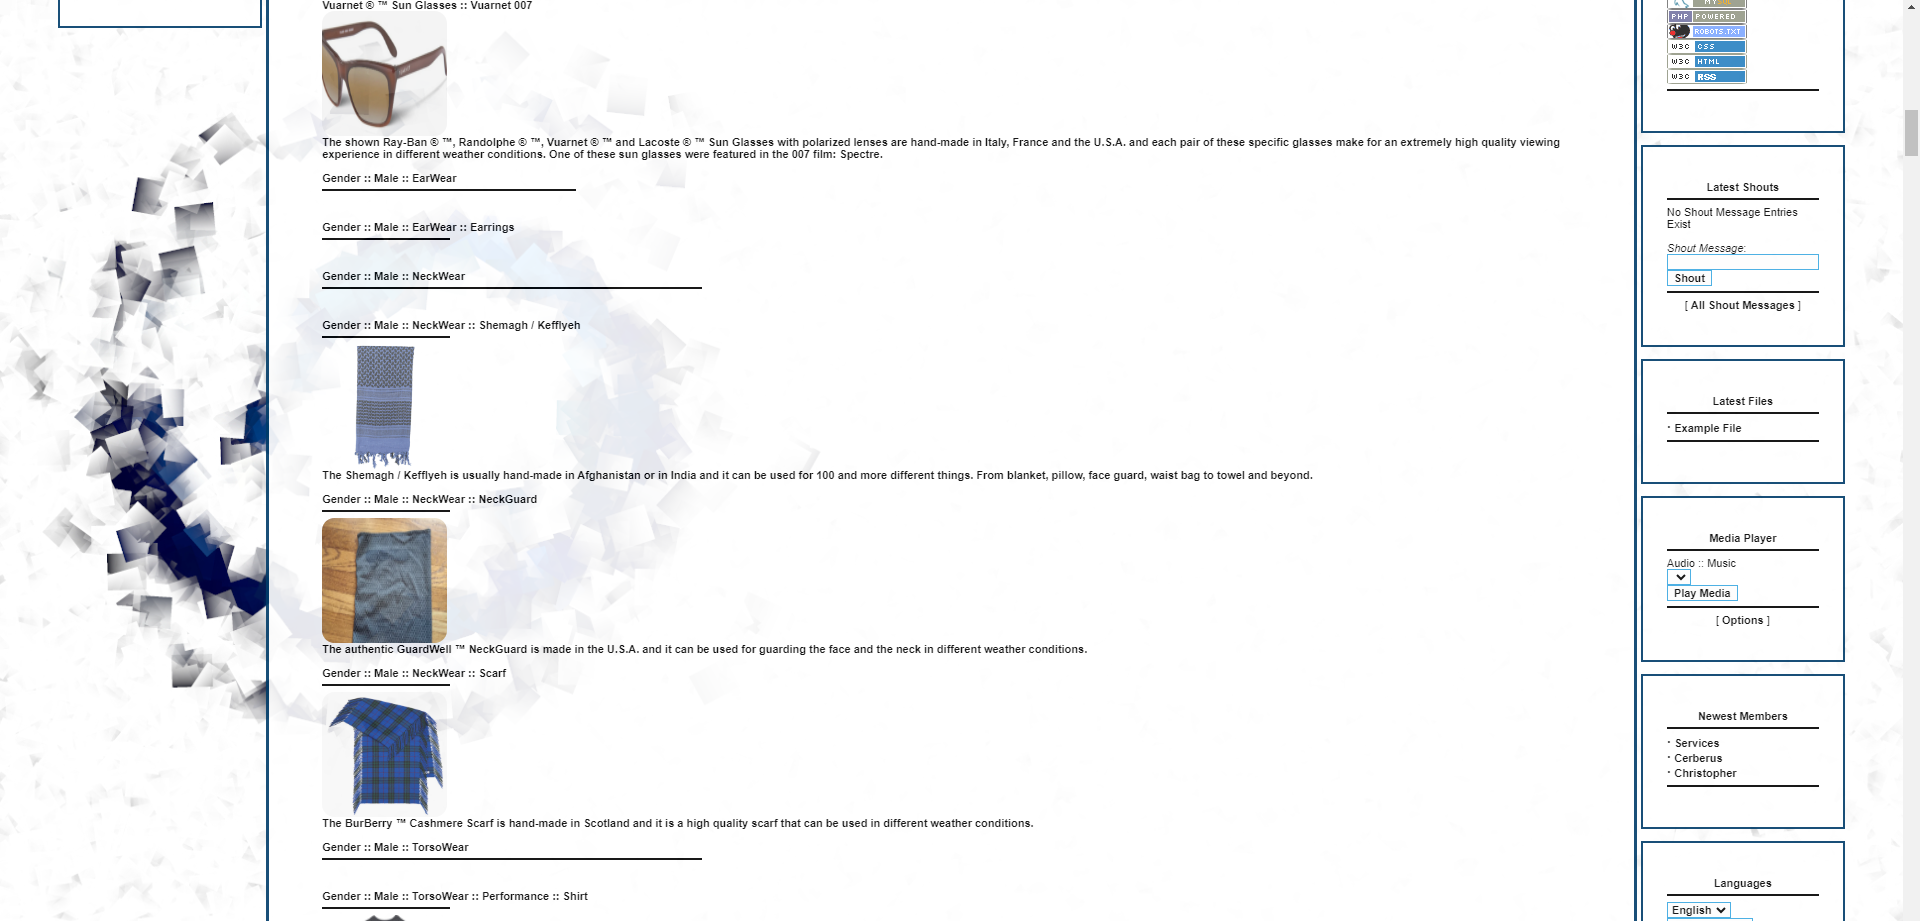 Vuarnet ® ™ Sun Glasses :: Vuarnet 007
The shown Ray-Ban ® ™, Randolphe ® ™, Vuarnet ® ™ and Lacoste ® ™ Sun Glasses with polarized lenses are hand-made in Italy, France and the U.S.A. and each pair of these specific glasses make for an extremely high quality viewing
experience in different weather conditions. One of these sun glasses were featured in the 007 film: Spectre.
Gender :: Male :: EarWear
Gender :: Male :: EarWear :: Earrings
Gender :: Male :: NeckWear
Gender :: Male :: NeckWear :: Shemagh / Kefflyeh
The Shemagh / Kefflyeh is usually hand-made in Afghanistan or in India and it can be used for 100 and more different things. From blanket, pillow, face guard, waist bag to towel and beyond.
Gender :: Male :: NeckWear :: NeckGuard
The authentic GuardWell ™ NeckGuard is made in the U.S.A. and it can be used for guarding the face and the neck in different weather conditions.
Gender :: Male :: NeckWear :: Scarf
The BurBerry ™ Cashmere Scarf is hand-made in Scotland and it is a high quality scarf that can be used in different weather conditions.
Gender :: Male :: TorsoWear
Gender :: Male :: TorsoWear :: Performance :: Shirt
MySQL
PHP POWERED
ROBOTS.TXT
W3C CSS
W3C HTML
W3C RSS
Latest Shouts
No Shout Message Entries
Exist
Shout Message:
Shout
[ All Shout Messages ]
Latest Files
· Example File
Media Player
Audio :: Music
Play Media
[ Options ]
Newest Members
· Services
· Cerberus
· Christopher
Languages
English